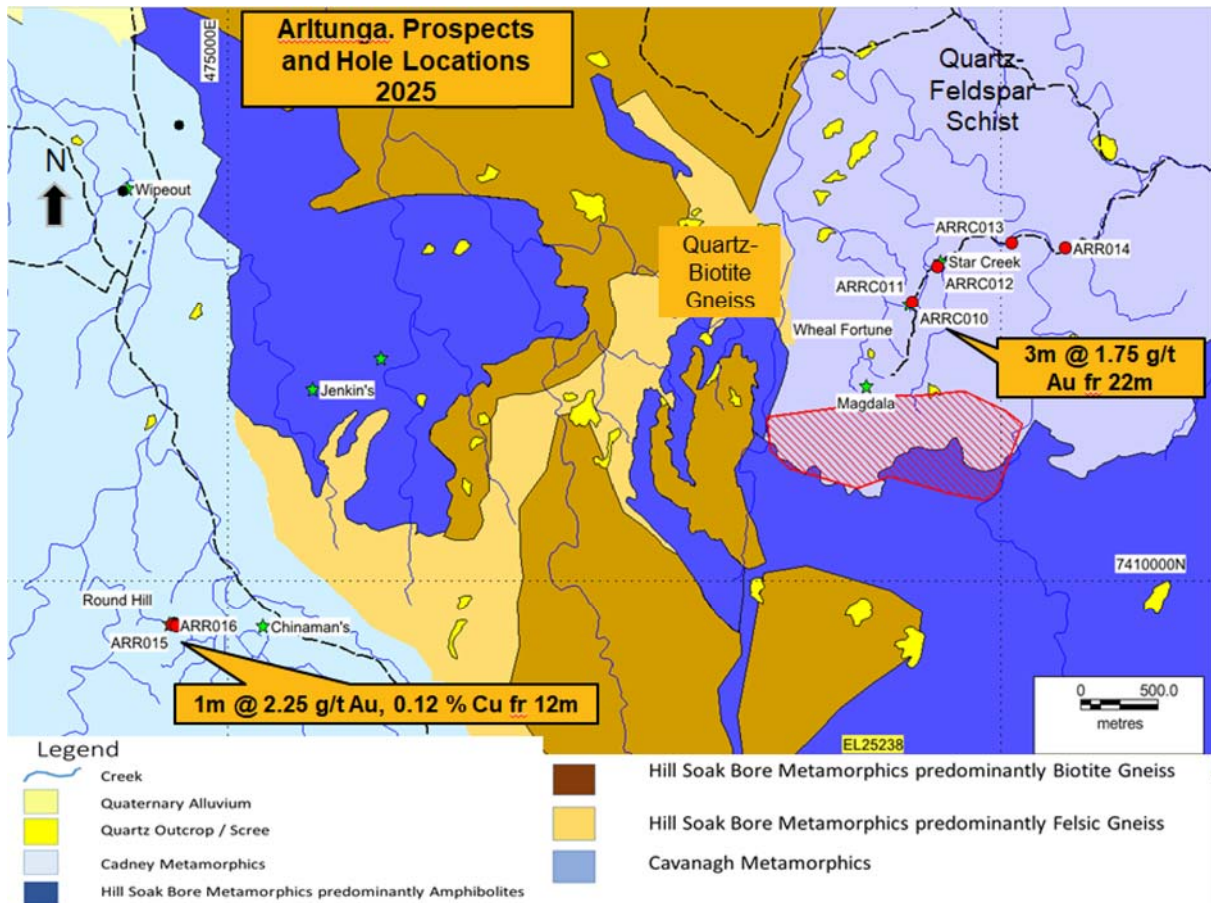 Arltunga. Prospects
and Hole Locations
2025
475000E
Quartz-
Feldspar
Schist
N
Wipeout
ARRC013
ARR014
Star Creek
Quartz-
Biotite
Gneiss
ARRC011
ARRC012
ARRC010
Wheal Fortune
3m @ 1.75 g/t
Au fr 22m
Jenkin's
Magdala
7410000N
Round Hill
ARR016
Chinaman's
ARR015
1m @ 2.25 g/t Au, 0.12 % Cu fr 12m
0 500.0
metres
EL25238
Legend
Creek
Quaternary Alluvium
Quartz Outcrop / Scree
Cadney Metamorphics
Hill Soak Bore Metamorphics predominantly Amphibolites
Hill Soak Bore Metamorphics predominantly Biotite Gneiss
Hill Soak Bore Metamorphics predominantly Felsic Gneiss
Cavanagh Metamorphics